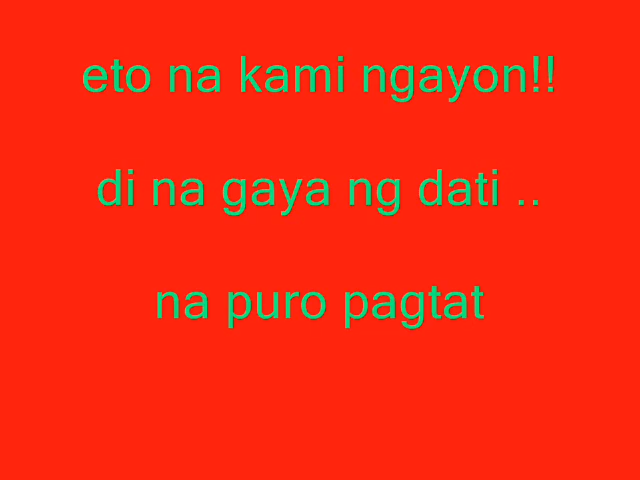 eto na kami ngayon!!
di na gaya ng dati ..
na puro pagtat